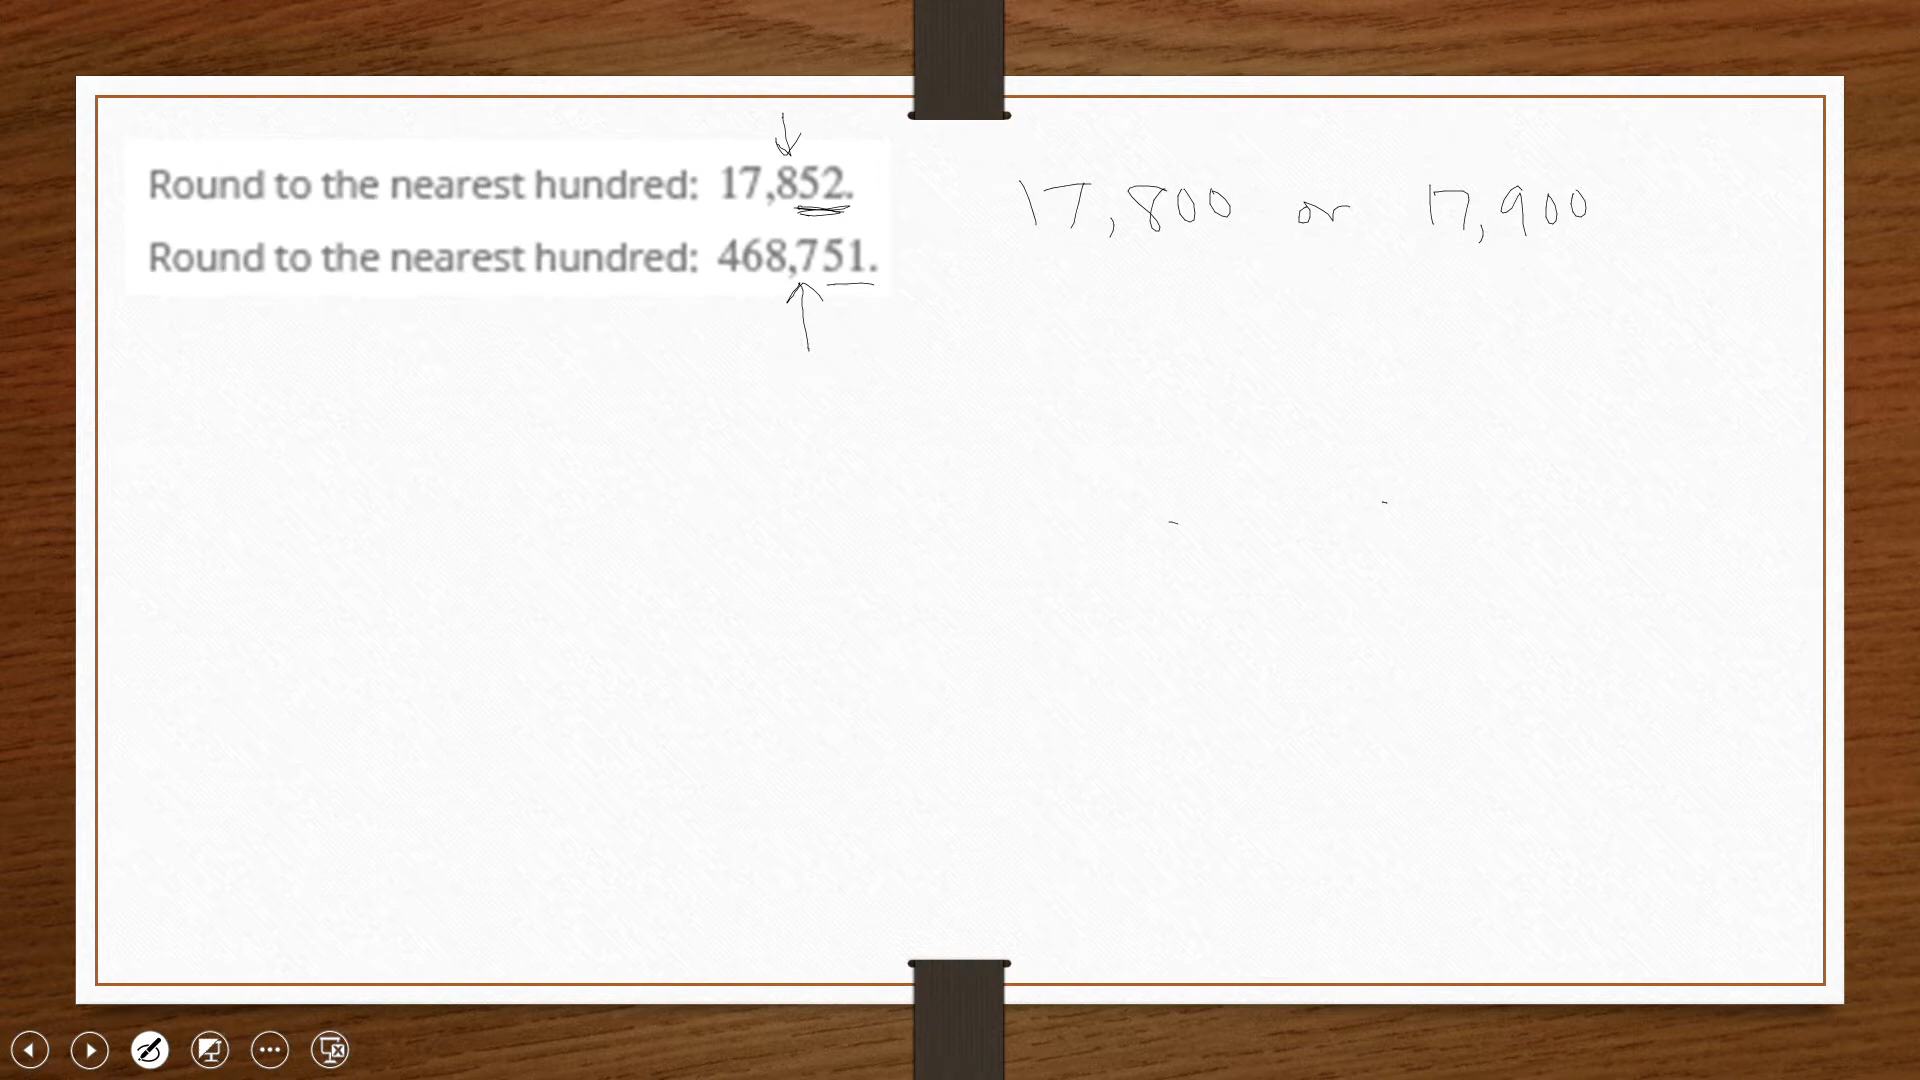 Round to the nearest hundred: 17,852.
17,800 or 17,900
Round to the nearest hundred: 468,751.